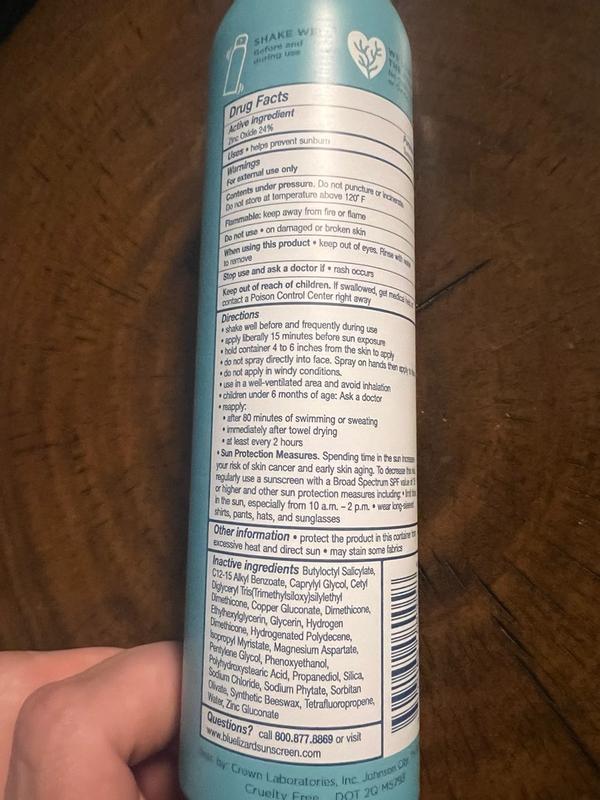 SHAKE WE
Before and
during use
WE
Drug Facts
Active ingredient
Zinc Oxide 24%
Uses • helps prevent sunburn
Warnings
For external use only
Contents under pressure. Do not puncture or incinerate.
Do not store at temperature above 120° F
Flammable: keep away from fire or flame
Do not use • on damaged or broken skin
When using this product • keep out of eyes. Rinse with water
to remove
Stop use and ask a doctor if • rash occurs
Keep out of reach of children. If swallowed, get medical help or
contact a Poison Control Center right away
Directions
• shake well before and frequently during use
• apply liberally 15 minutes before sun exposure
• hold container 4 to 6 inches from the skin to apply
• do not spray directly into face. Spray on hands then apply to
• do not apply in windy conditions.
• use in a well-ventilated area and avoid inhalation
• children under 6 months of age: Ask a doctor
• reapply:
• after 80 minutes of swimming or sweating
• immediately after towel drying
• at least every 2 hours
• Sun Protection Measures. Spending time in the sun increases
your risk of skin cancer and early skin aging. To decrease this risk,
regularly use a sunscreen with a Broad Spectrum SPF value of 15
or higher and other sun protection measures including: • limit time
in the sun, especially from 10 a.m. – 2 p.m. • wear long-sleeved
shirts, pants, hats, and sunglasses
Other information • protect the product in this container from
excessive heat and direct sun • may stain some fabrics
Inactive ingredients Butyloctyl Salicylate,
C12-15 Alkyl Benzoate, Caprylyl Glycol, Cetyl
Diglyceryl Tris(Trimethylsiloxy)silylethyl
Dimethicone, Copper Gluconate, Dimethicone,
Ethylhexylglycerin, Glycerin, Hydrogen
Dimethicone, Hydrogenated Polydecene,
Isopropyl Myristate, Magnesium Aspartate,
Pentylene Glycol, Phenoxyethanol,
Polyhydroxystearic Acid, Propanediol, Silica,
Sodium Chloride, Sodium Phytate, Sorbitan
Olivate, Synthetic Beeswax, Tetrafluoropropene,
Water, Zinc Gluconate
Questions? call 800.877.8869 or visit
www.bluelizardsunscreen.com
by: Crown Laboratories, Inc. Johnson City,
Cruelty Free DOT 2Q M5793